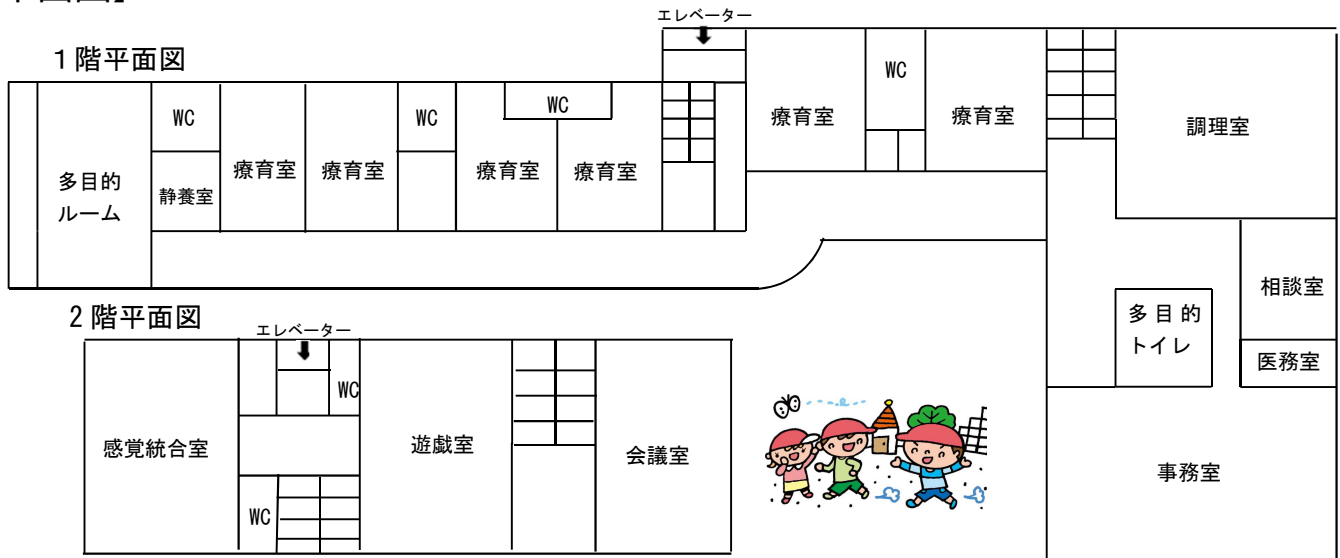 平面図】
エレベーター
1階平面図
WC
WC
WC
WC
療育室
療育室
調理室
療育室
療育室
療育室
療育室
多目的
ルーム
静養室
相談室
多目的
トイレ
医務室
2階平面図
エレベーター
WC
感覚統合室
遊戯室
会議室
事務室
WC